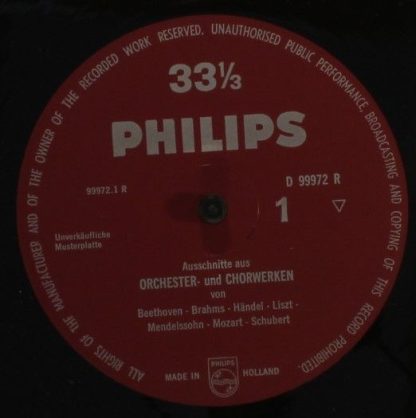 ALL RIGHTS OF THE MANUFACTURER AND OF THE OWNER OF THE RECORDED WORK RESERVED. UNAUTHORISED PUBLIC PERFORMANCE, BROADCASTING AND COPYING OF THIS RECORD PROHIBITED.
33⅓
PHILIPS
99972.1 R
D 99972 R
1 ▽
Unverkäufliche
Musterplatte
Ausschnitte aus
ORCHESTER- und CHORWERKEN
von
Beethoven - Brahms - Händel - Liszt -
Mendelssohn - Mozart - Schubert
PHILIPS
MADE IN HOLLAND